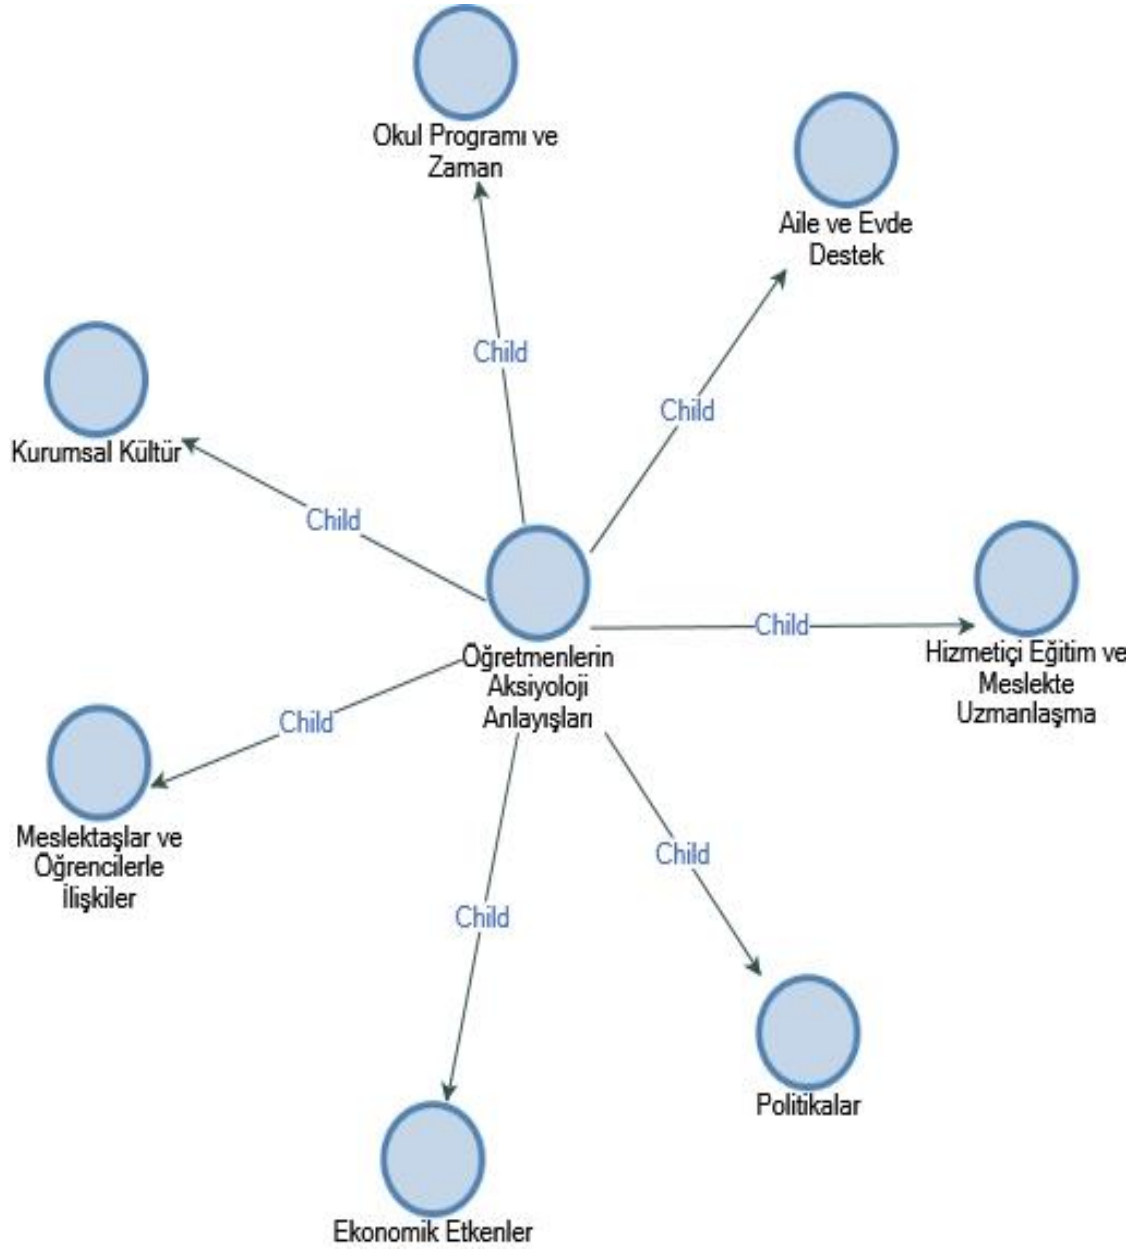 Okul Programı ve
Zaman
Aile ve Evde
Destek
Child
Child
Kurumsal Kültür
Child
Child
Hizmetiçi Eğitim ve
Meslekte
Uzmanlaşma
Öğretmenlerin
Aksiyoloji
Anlayışları
Child
Meslektaşlar ve
Öğrencilerle
İlişkiler
Child
Child
Politikalar
Ekonomik Etkenler